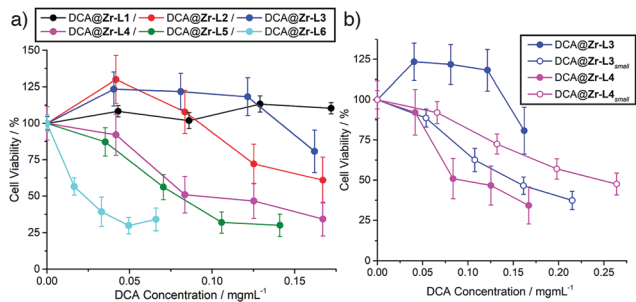 a)
DCA@Zr-L1 / DCA@Zr-L2 / DCA@Zr-L3
DCA@Zr-L4 / DCA@Zr-L5 / DCA@Zr-L6
150
125
100
75
50
25
0
0.00 0.05 0.10 0.15
Cell Viability / %
DCA Concentration / mgmL-1
b)
DCA@Zr-L3
DCA@Zr-L3small
DCA@Zr-L4
DCA@Zr-L4small
125
100
75
50
25
0
0.00 0.05 0.10 0.15 0.20 0.25
Cell Viability / %
DCA Concentration / mgmL-1